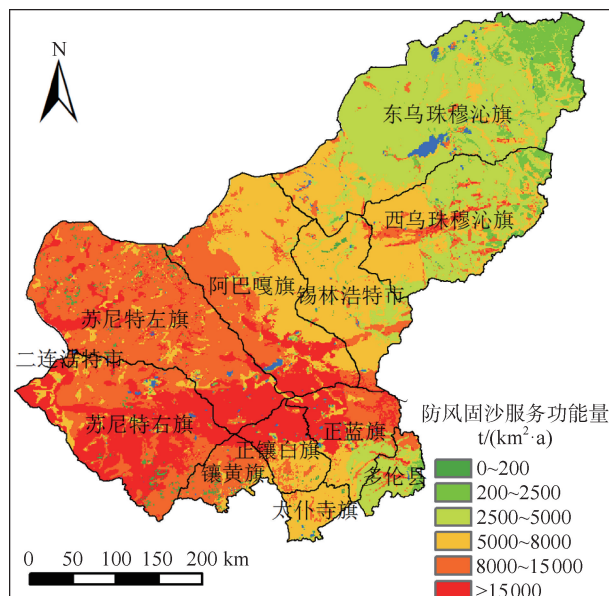 N
东乌珠穆沁旗
西乌珠穆沁旗
阿巴嘎旗
锡林浩特市
苏尼特左旗
二连浩特市
苏尼特右旗
正镶白旗
正蓝旗
镶黄旗
多伦县
太仆寺旗
防风固沙服务功能量
t/(km²·a)
0~200
200~2500
2500~5000
5000~8000
8000~15000
>15000
0 50 100 150 200 km